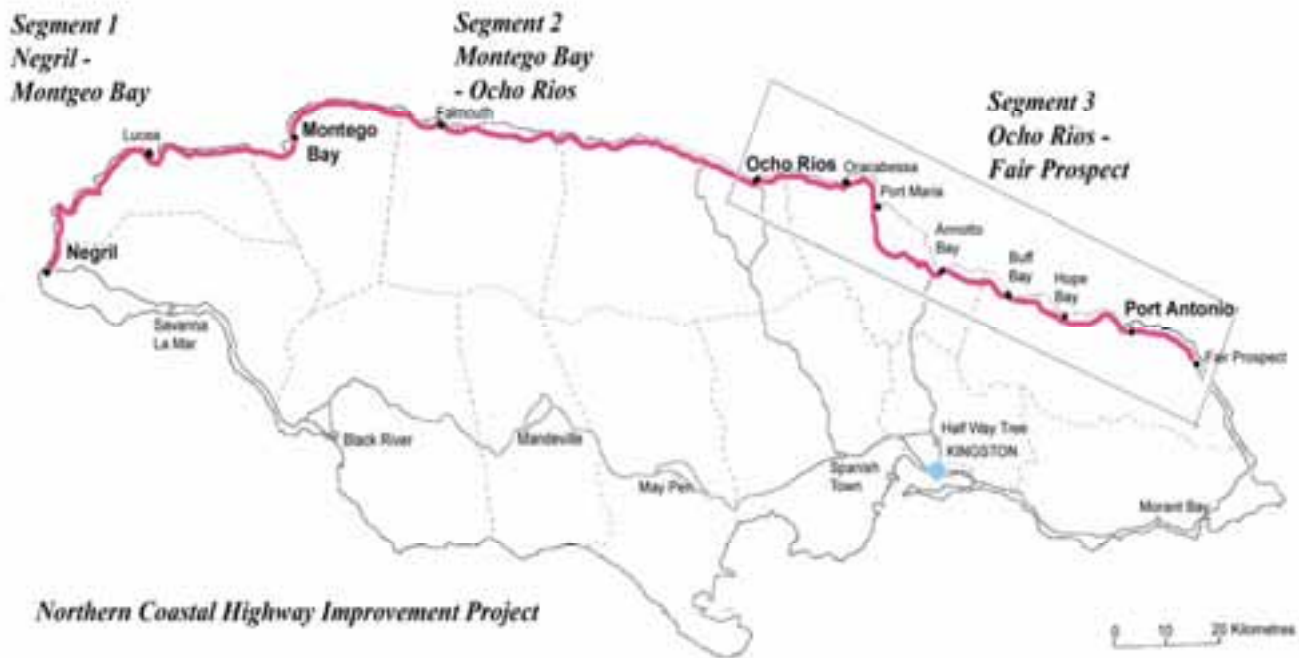 Segment 1
Negril -
Montgeo Bay
Segment 2
Montego Bay
- Ocho Rios
Segment 3
Ocho Rios -
Fair Prospect
Lucea
Montego
Bay
Falmouth
Ocho Rios
Oracabessa
Port Maria
Negril
Annotto
Bay
Buff
Bay
Hope
Bay
Port Antonio
Savanna
La Mar
Fair Prospect
Black River
Mandeville
Half Way Tree
KINGSTON
Spanish
Town
May Pen
Morant Bay
Northern Coastal Highway Improvement Project
0 10 20 Kilometres